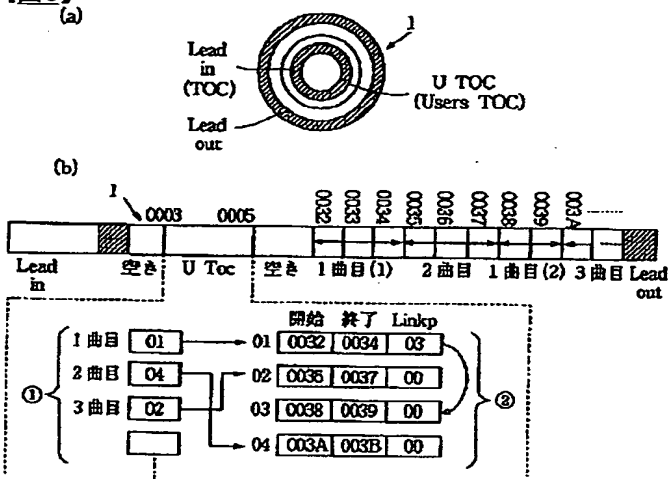 (a)
Lead
in
(TOC)
Lead
out
1
U TOC
(Users TOC)
(b)
1
0003 0005 0032 0033 0034 0035 0036 0037 0038 0039 003A
Lead
in
空き U Toc 空き 1曲目(1) 2曲目 1曲目(2) 3曲目 Lead
out
開始 終了 Linkp
① 1曲目 01 01 0032 0034 03 ②
2曲目 04 02 0035 0037 00
3曲目 02 03 0038 0039 00
04 003A 003B 00